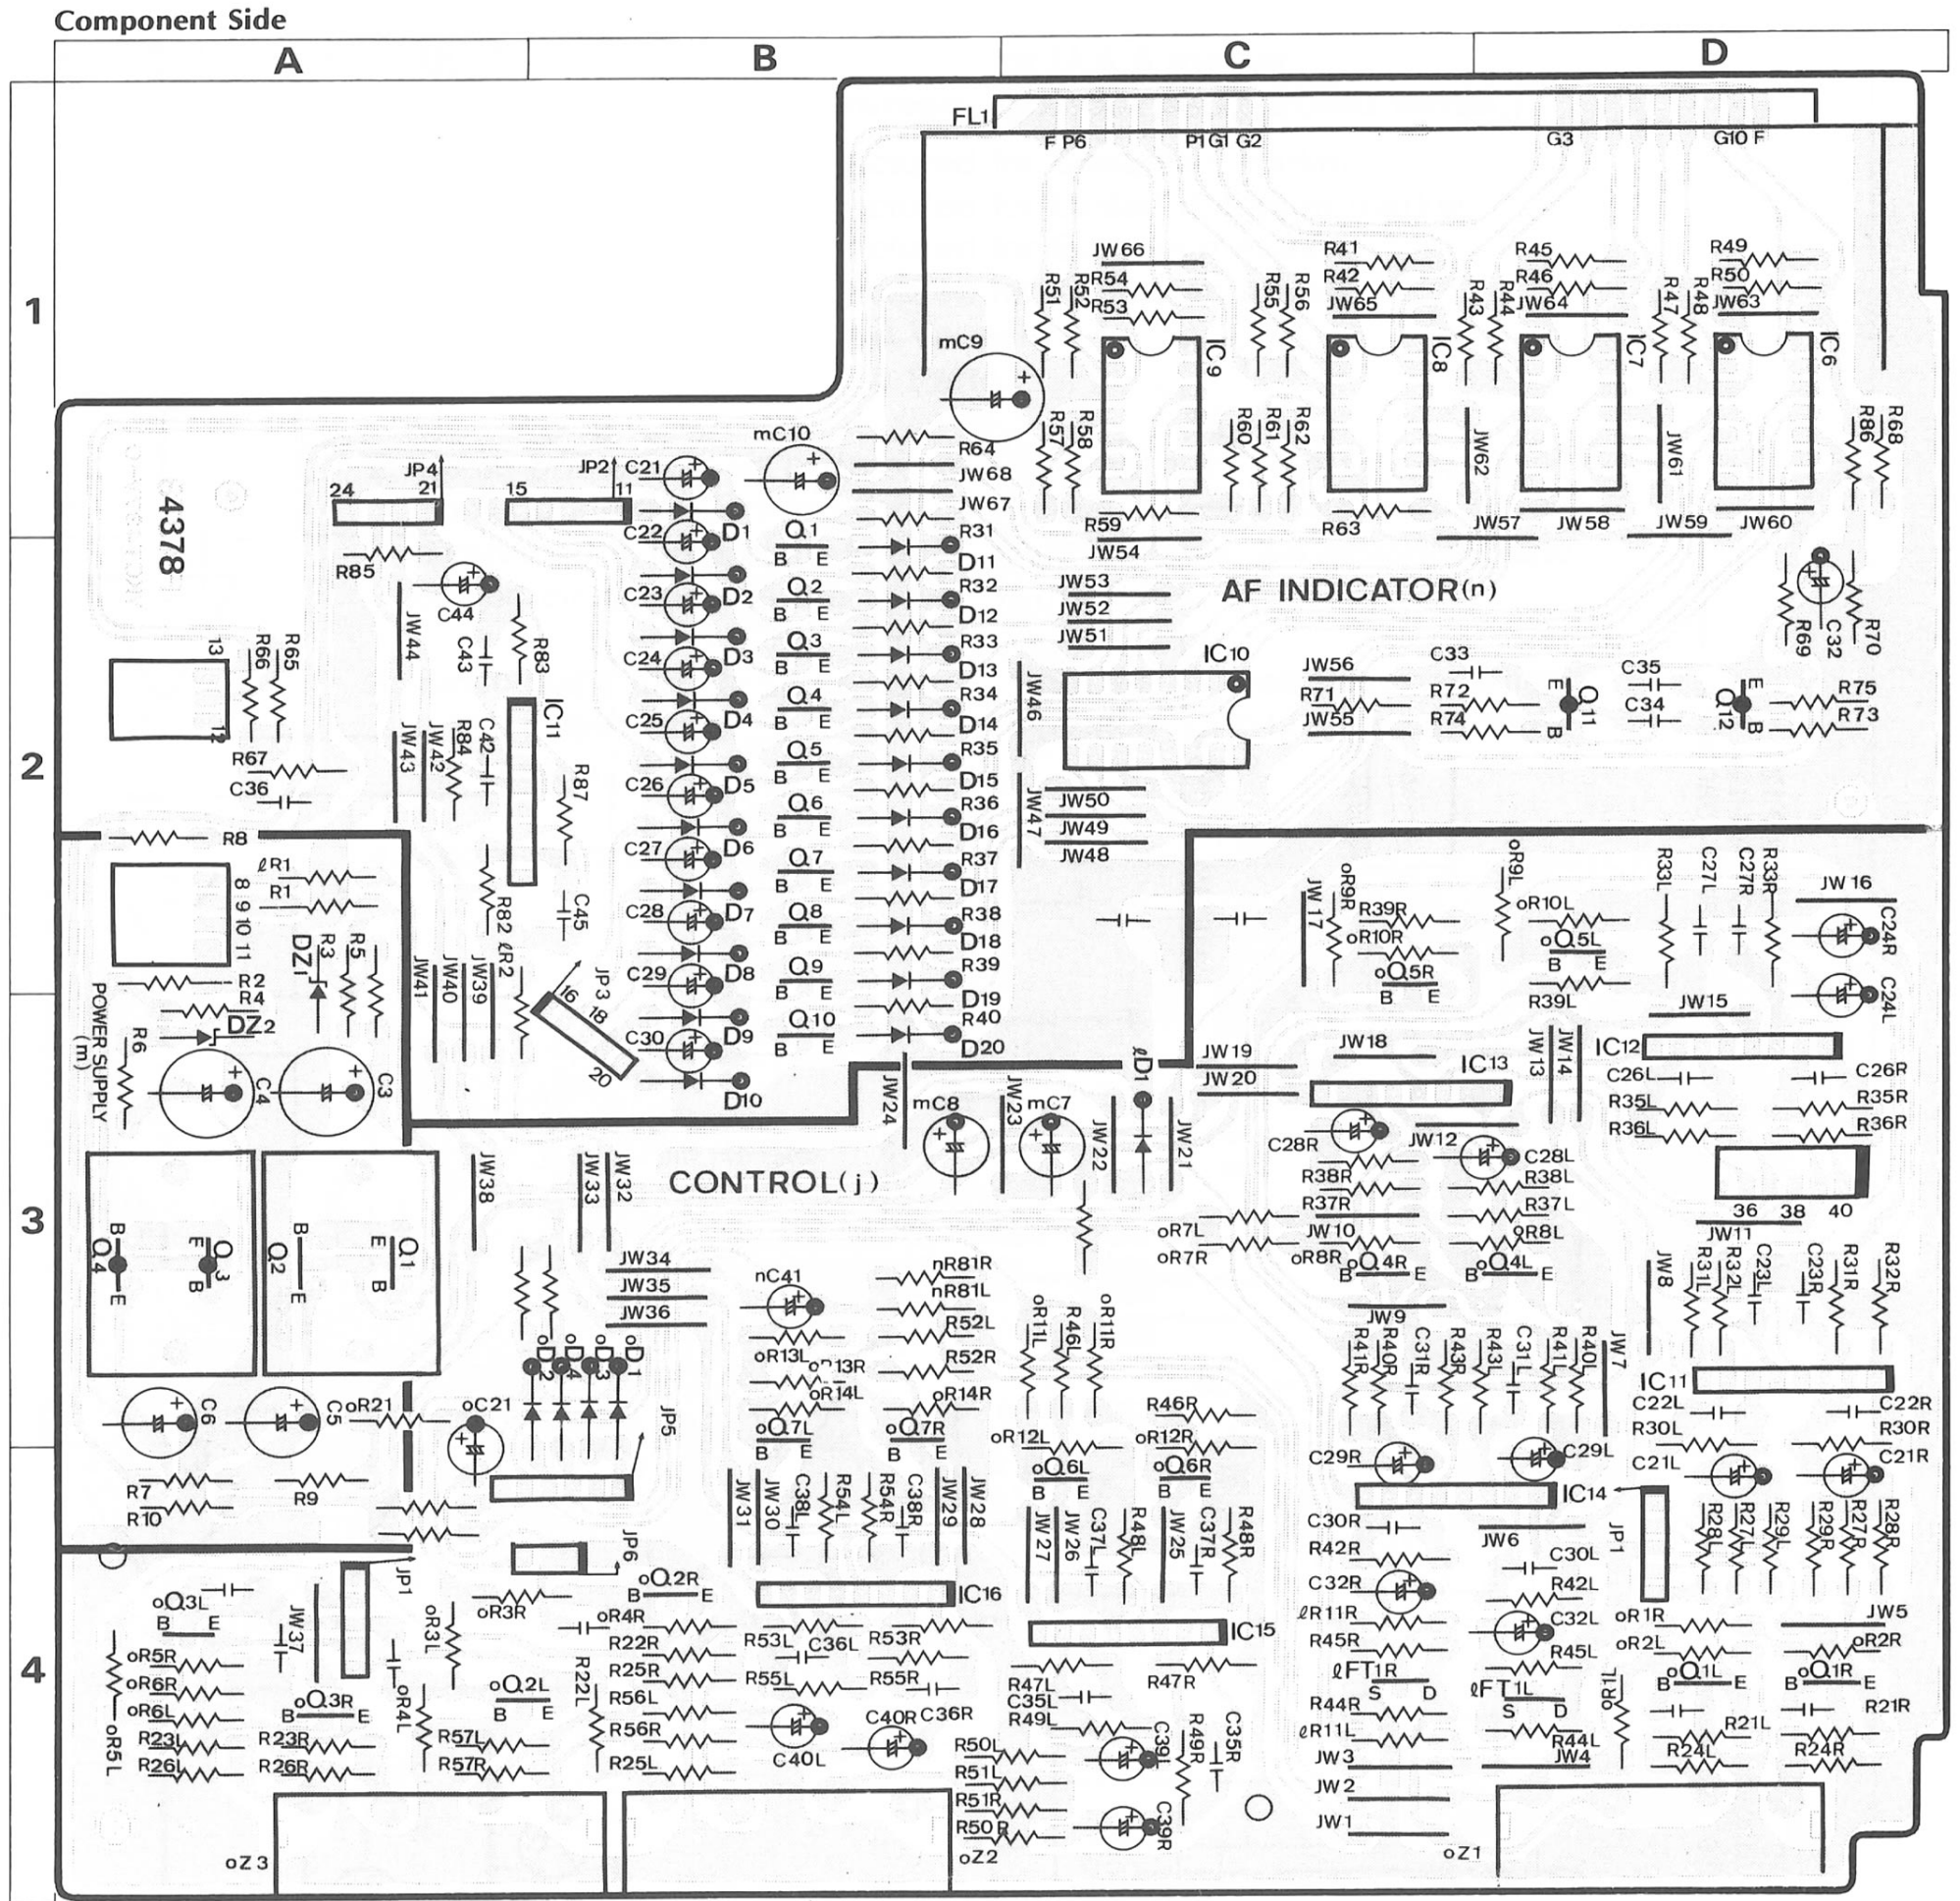 Component Side
A B C D
FL1
F P6 P1 G1 G2 G3 G10 F
1
JW66 R41 R45 R49
R54 R42 R46 R50
R53 JW65 JW64 JW63
R51 R52 R55 R56 R43 R44 R47 R48
mC9 IC9 IC8 IC7 IC6
R57 R58 R60 R61 R62 JW62 JW61 R86 R68
mC10 R64
JP4 JP2 C21 JW68
24 21 15 11 JW67
4378
R59 R63 JW57 JW58 JW59 JW60
C22 D1 Q1 R31
B E JW54
R85 D11
C44 C23 D2 Q2 R32 JW53 AF INDICATOR(n)
B E D12 JW52
JW44 C43 R83 Q3 R33 JW51 R69 C32 R70
C24 D3 B E D13
13 R66 R65 IC10 JW56 C33 C35
Q4 R34 JW46 R71 R72 E Q11 C34 Q12 E R75
IC11 C25 D4 B E D14 JW55 R74 B B R73
12 JW43 JW42 R84 C42
2
R67 Q5 R35
C36 R87 C26 D5 B E D15
Q6 R36 JW47 JW50
R8 D6 B E D16 JW49
C27 Q7 R37 JW48
ℓR1 B E D17
R1 C45 C28 D7 Q8 R38
8 9 10 11 R82 B E D18
JW17 oR9R R39R oR9L oR10L R33L C27L C27R R33R JW16
oR10R oQ5L C24R
DZ1 R3 R5 JW41 JW40 JW39 ℓR2 C29 D8 Q9 R39 oQ5R B E
R2 B E D19 B E R39L C24L
R4 JP3 16 18 20 Q10 R40 JW15
DZ2 C30 D9 B E D20
POWER SUPPLY
(m)
R6 C4 C3 D10
ℓD1 JW19 JW18 IC13 JW13 JW14 IC12
JW20 C26L C26R
JW24 mC8 JW23 mC7 JW22 JW21 R35L R35R
C28R JW12 C28L R36L R36R
3
JW38 JW33 JW32 CONTROL(j)
R38R R38L
R37R R37L 36 38 40
oR7L JW10 oR8L JW11
oR7R oR8R oQ4R oQ4L
B E B E
B Q4 E E Q3 B B Q2 E E Q1 B
JW34 nR81R
JW35 nC41 nR81L
JW36 R52L
oR13L R52R
oR11L R46L oR11R JW9 JW8 R31L R32L C23L C23R R31R R32R
oR14L oR14R
R41R R40R C31R R43R R43L C31L R41L R40L JW7
IC11
C22L C22R
C6 C5 oR21 oC21 JP5 oQ7L oQ7R R46R R30L R30R
B E B E oR12L oR12R
C29R C29L C21L C21R
R7 R9 oQ6L oQ6R IC14
R10 B E B E
JW31 JW30 C38L R54L R54R C38R JW29 JW28 JW27 JW26 C37L R48L JW25 C37R R48R
C30R JW6 JP1 R28L R27L R29L R29R R27R R28R
R42R C30L
JP1 JP6 oQ2R C32R R42L
B E IC16
oQ3L oR3R ℓR11R C32L oR1R JW5
B E JW37 oR3L oR4R IC15 R45R R45L oR2L oR2R
4
oR5R R22R R53L C36L R53R
oR6R R25R R55L R55R R47L R47R ℓFT1R oQ1L oQ1R
oR6L oQ3R oR4L oQ2L R22L R56L C35L S D ℓFT1L B E B E
B E B E C40R C36R R49L R44R S D R21L R21R
oR5L R23L R23R R57L R56R ℓR11L R44L
R26L R26R R57R R25L C40L R50L C39L R49R C35R JW3 JW4 R24L R24R
R51L JW2
R51R JW1
R50R C39R
oZ3 oZ2 oZ1